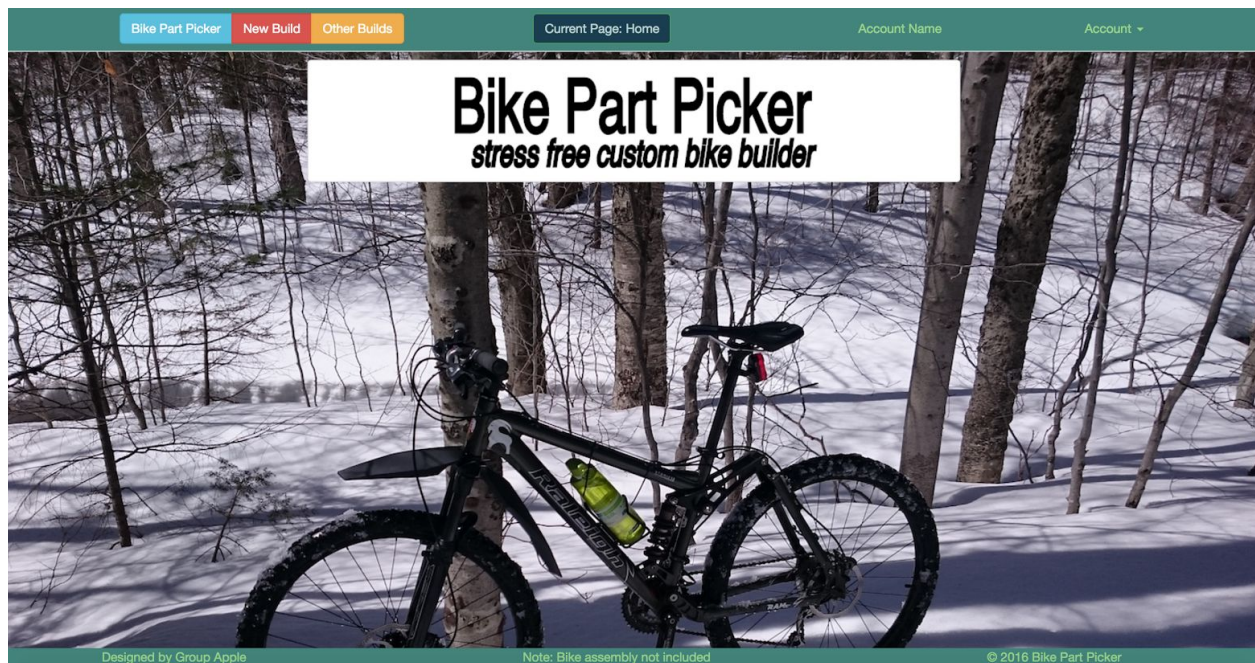 Bike Part Picker New Build Other Builds Current Page: Home Account Name Account
Bike Part Picker
stress free custom bike builder
RALEIGH
Designed by Group Apple Note: Bike assembly not included © 2016 Bike Part Picker